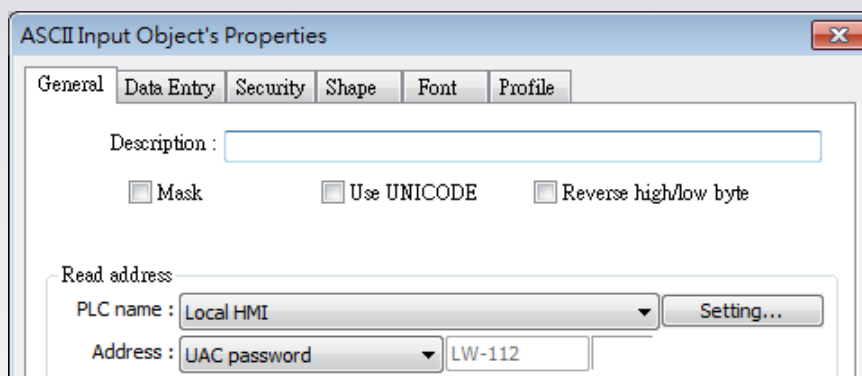 ASCII Input Object's Properties
General Data Entry Security Shape Font Profile
Description :
Mask Use UNICODE Reverse high/low byte
Read address
PLC name : Local HMI Setting...
Address : UAC password LW-112